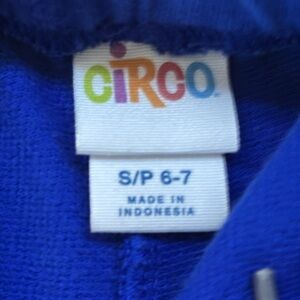 CiRCO
S/P 6-7
MADE IN
INDONESIA